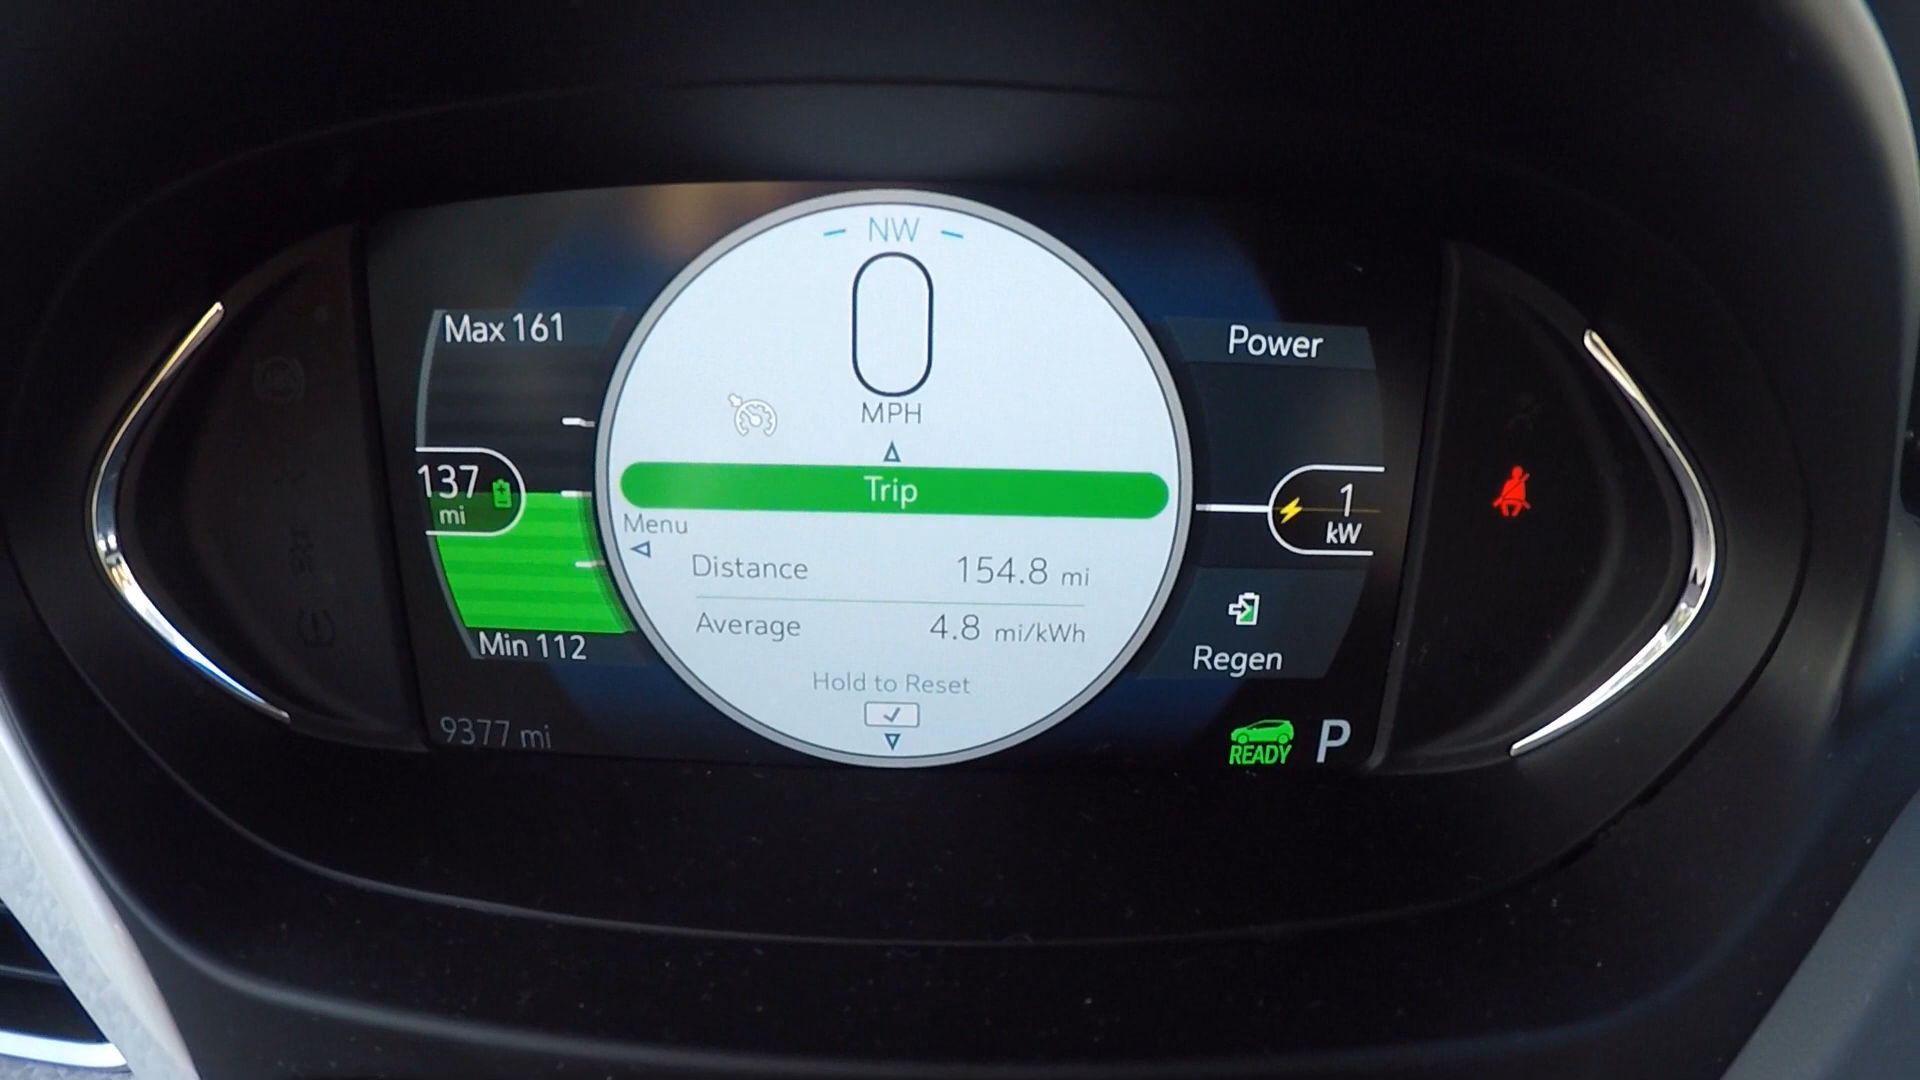 NW
0
MPH
Max 161
137
mi
Min 112
9377 mi
Trip
Menu
Distance 154.8 mi
Average 4.8 mi/kWh
Hold to Reset
Power
1
kW
Regen
READY P